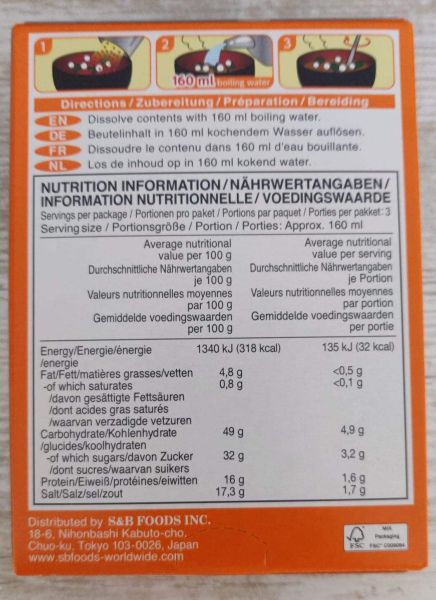 1
2
3
160 ml boiling water
Directions/Zubereitung/Préparation/Bereiding
EN Dissolve contents with 160 ml boiling water.
DE Beutelinhalt in 160 ml kochendem Wasser auflösen.
FR Dissoudre le contenu dans 160 ml d'eau bouillante.
NL Los de inhoud op in 160 ml kokend water.
NUTRITION INFORMATION/NÄHRWERTANGABEN/
INFORMATION NUTRITIONNELLE/VOEDINGSWAARDE
Servings per package / Portionen pro paket / Portions par paquet / Porties per pakket: 3
Serving size / Portionsgröße / Portion / Porties: Approx. 160 ml
Average nutritional Average nutritional
value per 100 g value per serving
Durchschnittliche Nährwertangaben Durchschnittliche Nährwertangaben
je 100 g je Portion
Valeurs nutritionnelles moyennes Valeurs nutritionnelles moyennes
par 100 g par portion
Gemiddelde voedingswaarden Gemiddelde voedingswaarden
per 100 g per portie
Energy/Energie/énergie 1340 kJ (318 kcal) 135 kJ (32 kcal)
/energie
Fat/Fett/matières grasses/vetten 4,8 g <0,5 g
-of which saturates 0,8 g <0,1 g
/davon gesättigte Fettsäuren
/dont acides gras saturés
/waarvan verzadigde vetzuren
Carbohydrate/Kohlenhydrate 49 g 4,9 g
/glucides/koolhydraten
-of which sugars/davon Zucker 32 g 3,2 g
/dont sucres/waarvan suikers
Protein/Eiweiß/protéines/eiwitten 16 g 1,6 g
Salt/Salz/sel/zout 17,3 g 1,7 g
Distributed by S&B FOODS INC.
18-6, Nihonbashi Kabuto-cho.
Chuo-ku, Tokyo 103-0026, Japan
www.sbfoods-worldwide.com
MIX
Packaging
FSC